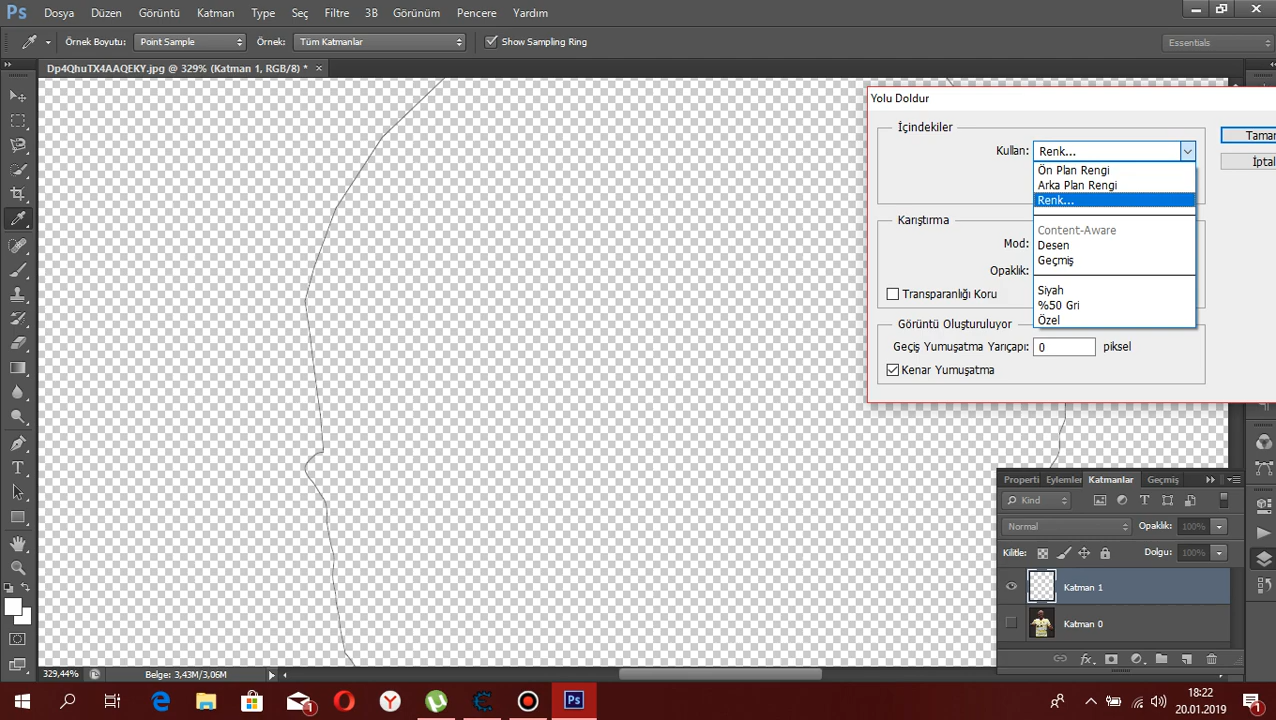 Ps Dosya Düzen Görüntü Katman Type Seç Filtre 3B Görünüm Pencere Yardım
Örnek Boyutu: Point Sample Örnek: Tüm Katmanlar Show Sampling Ring Essentials
Dp4QhuTX4AAQEKY.jpg @ 329% (Katman 1, RGB/8) *
Yolu Doldur
İçindekiler
Kullan: Renk...
Tamam
İptal
Ön Plan Rengi
Arka Plan Rengi
Renk...
Content-Aware
Desen
Geçmiş
Siyah
%50 Gri
Özel
Karıştırma
Mod:
Opaklık:
Transparanlığı Koru
Görüntü Oluşturuluyor
Geçiş Yumuşatma Yarıçapı: 0 piksel
Kenar Yumuşatma
Properti Eylemler Katmanlar Geçmiş
Kind
Normal Opaklık: 100%
Kilitle: Dolgu: 100%
Katman 1
Katman 0
329,44% Belge: 3,43M/3,06M
18:22
20.01.2019